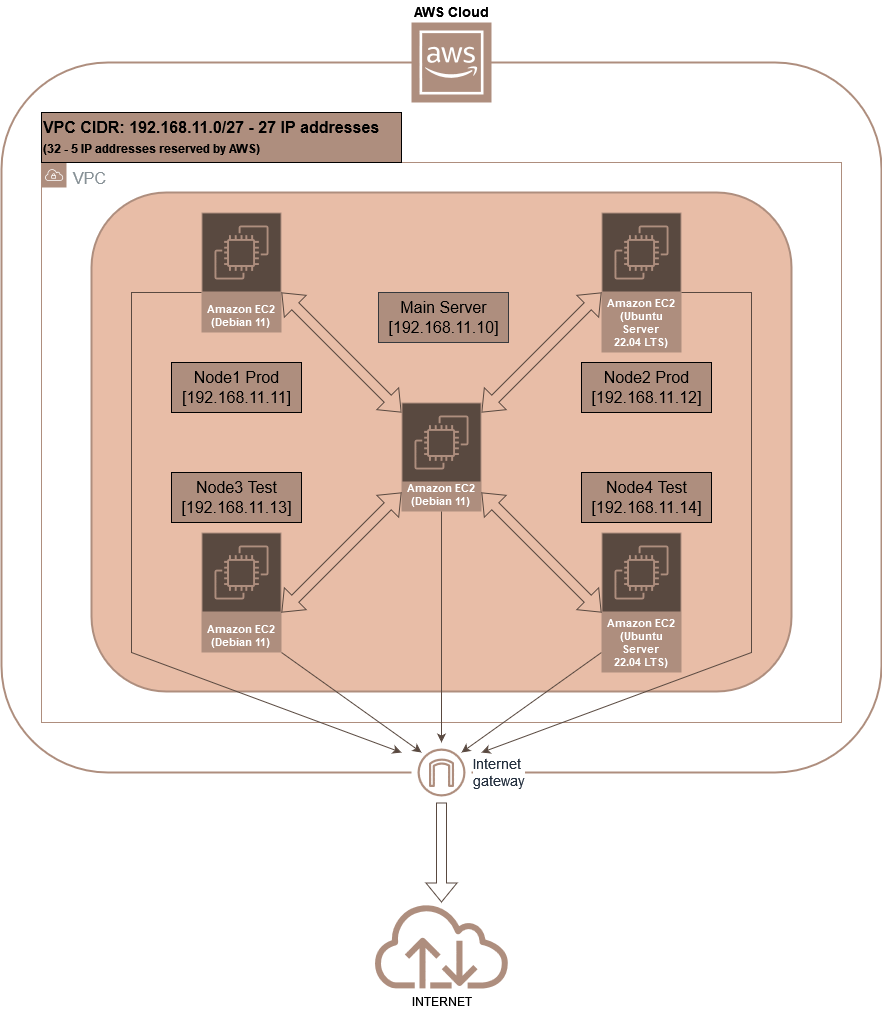 AWS Cloud
aws
VPC CIDR: 192.168.11.0/27 - 27 IP addresses
(32 - 5 IP addresses reserved by AWS)
VPC
Amazon EC2
(Debian 11)
Main Server
[192.168.11.10]
Amazon EC2
(Ubuntu
Server
22.04 LTS)
Node1 Prod
[192.168.11.11]
Node2 Prod
[192.168.11.12]
Amazon EC2
(Debian 11)
Node3 Test
[192.168.11.13]
Node4 Test
[192.168.11.14]
Amazon EC2
(Debian 11)
Amazon EC2
(Ubuntu
Server
22.04 LTS)
Internet
gateway
INTERNET